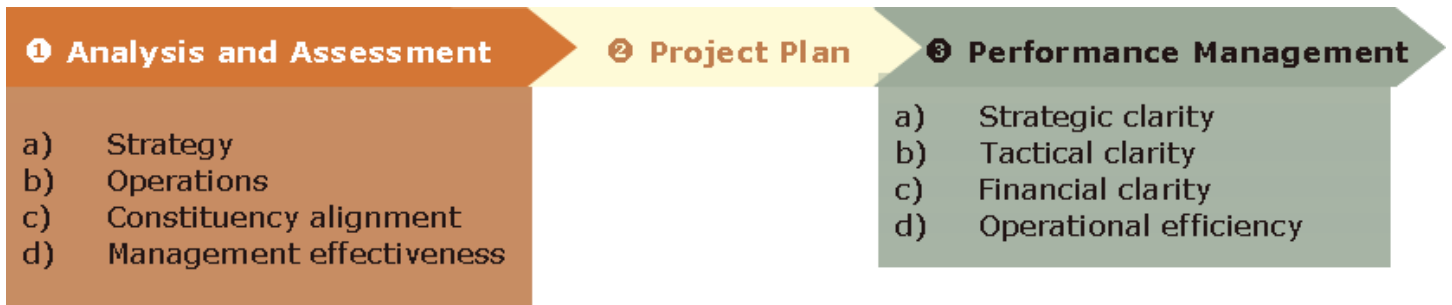 ❶ Analysis and Assessment
❷ Project Plan
❸ Performance Management
a) Strategy
b) Operations
c) Constituency alignment
d) Management effectiveness
a) Strategic clarity
b) Tactical clarity
c) Financial clarity
d) Operational efficiency